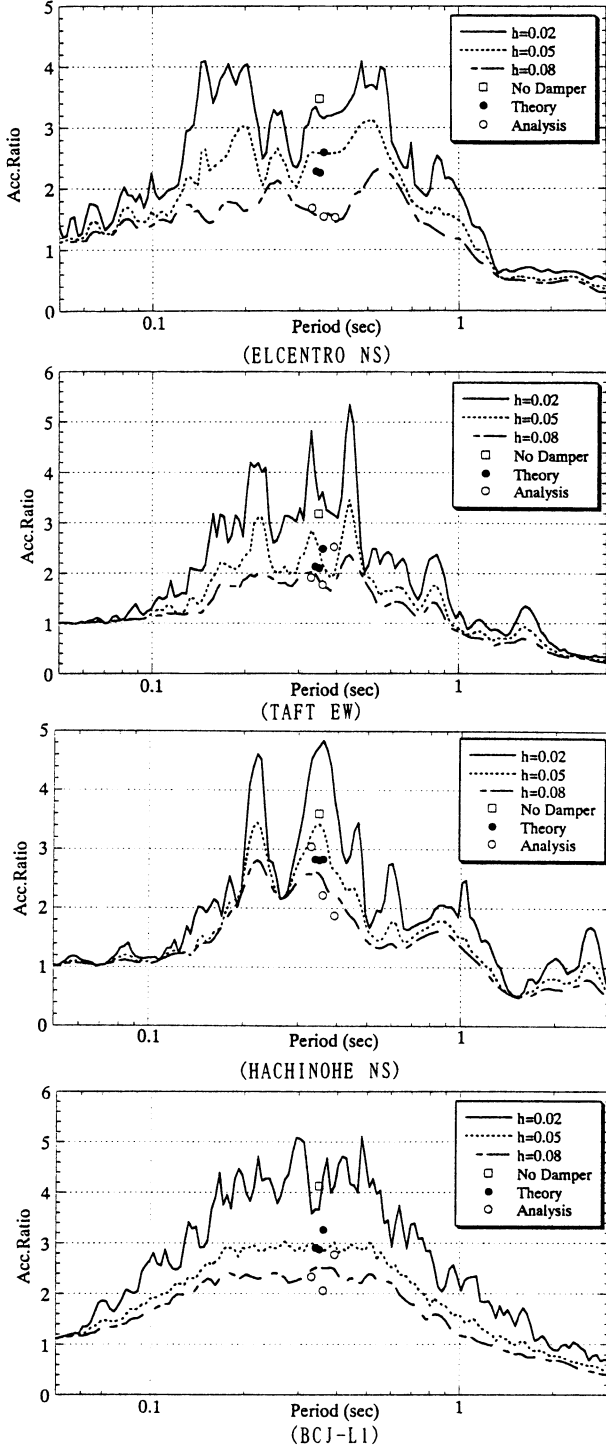 5
4
3
2
1
0
Acc.Ratio
h=0.02
h=0.05
h=0.08
No Damper
Theory
Analysis
0.1
1
Period (sec)
(ELCENTRO NS)
6
5
4
3
2
1
0
Acc.Ratio
h=0.02
h=0.05
h=0.08
No Damper
Theory
Analysis
0.1
1
Period (sec)
(TAFT EW)
5
4
3
2
1
0
Acc.Ratio
h=0.02
h=0.05
h=0.08
No Damper
Theory
Analysis
0.1
1
Period (sec)
(HACHINOHE NS)
6
5
4
3
2
1
0
Acc.Ratio
h=0.02
h=0.05
h=0.08
No Damper
Theory
Analysis
0.1
1
Period (sec)
(BCJ-L1)